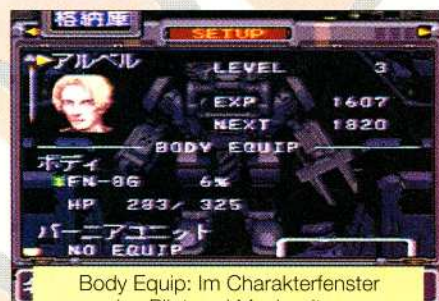 格納庫
SETUP
アルベル
LEVEL 3
EXP 1607
NEXT 1820
BODY EQUIP
ボディ
FN-86 6%
HP 283/ 325
バーニアユニット
NO EQUIP
Body Equip: Im Charakterfenster